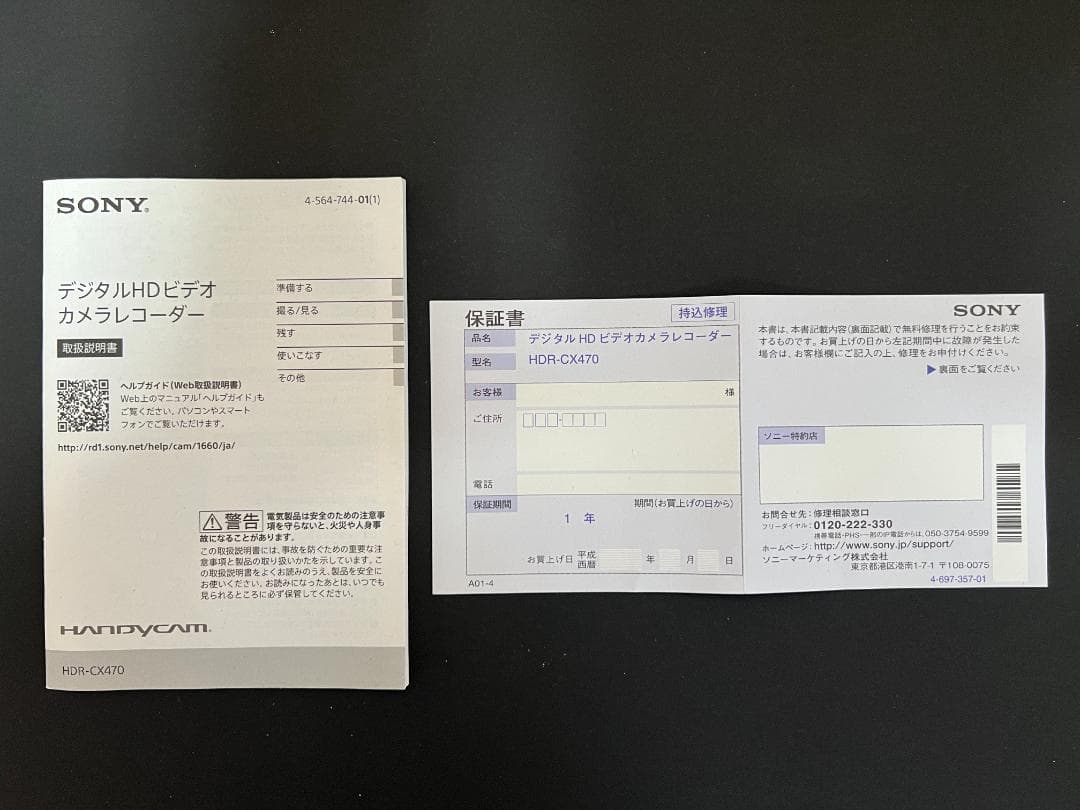 SONY®
4-564-744-01(1)
デジタルHDビデオ
カメラレコーダー
取扱説明書
準備する
撮る/見る
残す
使いこなす
その他
ヘルプガイド(Web取扱説明書)
Web上のマニュアル「ヘルプガイド」も
ご覧ください。パソコンやスマート
フォンでご覧いただけます。
http://rd1.sony.net/help/cam/1660/ja/
警告
電気製品は安全のための注意事
項を守らないと、火災や人身事
故になることがあります。
この取扱説明書には、事故を防ぐための重要な注
意事項と製品の取り扱いかたを示しています。こ
の取扱説明書をよくお読みのうえ、製品を安全に
お使いください。お読みになったあとは、いつでも
見られるところに必ず保管してください。
HANDYCAM®
HDR-CX470
保証書
持込修理
品名 デジタル HD ビデオカメラレコーダー
型名 HDR-CX470
お客様 様
ご住所
電話
保証期間 期間(お買上げの日から)
1 年
お買上げ日 平成 西暦 年 月 日
A01-4
SONY
本書は、本書記載内容(裏面記載)で無料修理を行うことをお約束
するものです。お買上げの日から左記期間中に故障が発生した
場合は、お客様欄にご記入の上、修理をお申付けください。
▶裏面をご覧ください
ソニー特約店
お問合せ先:修理相談窓口
フリーダイヤル:0120-222-330
携帯電話・PHS・一部のIP電話からは、050-3754-9599
ホームページ:http://www.sony.jp/support/
ソニーマーケティング株式会社
東京都港区港南1-7-1 〒108-0075
4-697-357-01